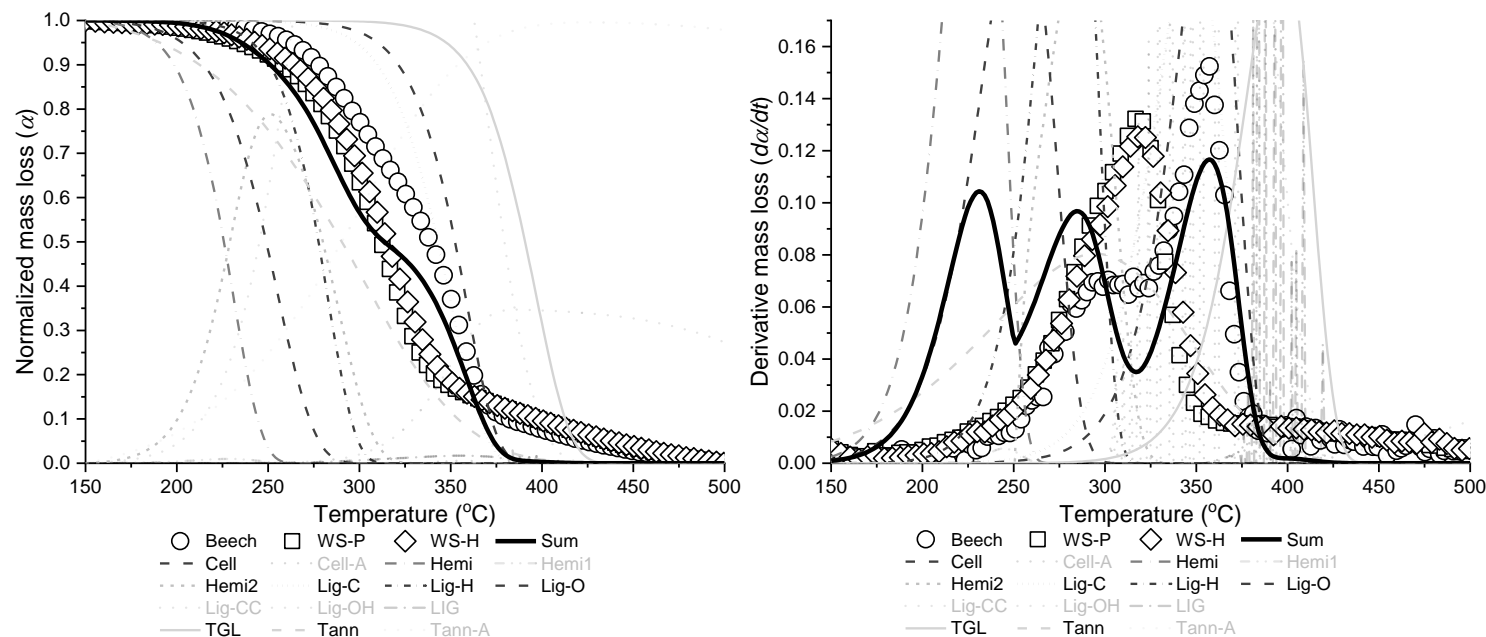 1.0
0.9
0.8
0.7
0.6
0.5
0.4
0.3
0.2
0.1
0.0
Normalized mass loss (α)
150 200 250 300 350 400 450 500
Temperature (°C)
Beech WS-P WS-H Sum
Cell Cell-A Hemi Hemi1
Hemi2 Lig-C Lig-H Lig-O
Lig-CC Lig-OH LIG
TGL Tann Tann-A
0.16
0.14
0.12
0.10
0.08
0.06
0.04
0.02
0.00
Derivative mass loss (dα/dt)
150 200 250 300 350 400 450 500
Temperature (°C)
Beech WS-P WS-H Sum
Cell Cell-A Hemi Hemi1
Hemi2 Lig-C Lig-H Lig-O
Lig-CC Lig-OH LIG
TGL Tann Tann-A